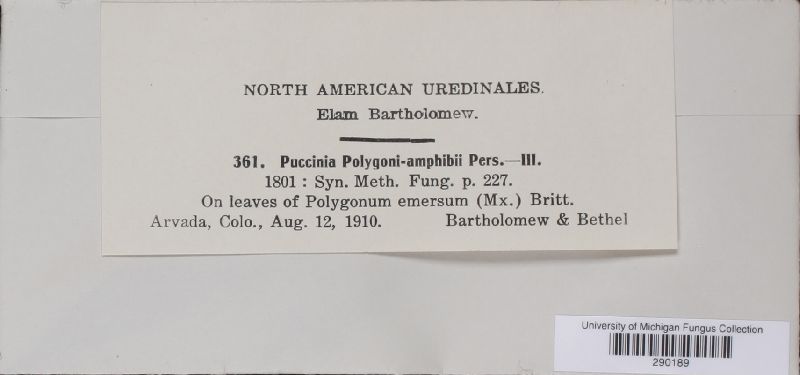 NORTH AMERICAN UREDINALES.
Elam Bartholomew.
361. Puccinia Polygoni-amphibii Pers.—III.
1801 : Syn. Meth. Fung. p. 227.
On leaves of Polygonum emersum (Mx.) Britt.
Arvada, Colo., Aug. 12, 1910. Bartholomew & Bethel
University of Michigan Fungus Collection
290189